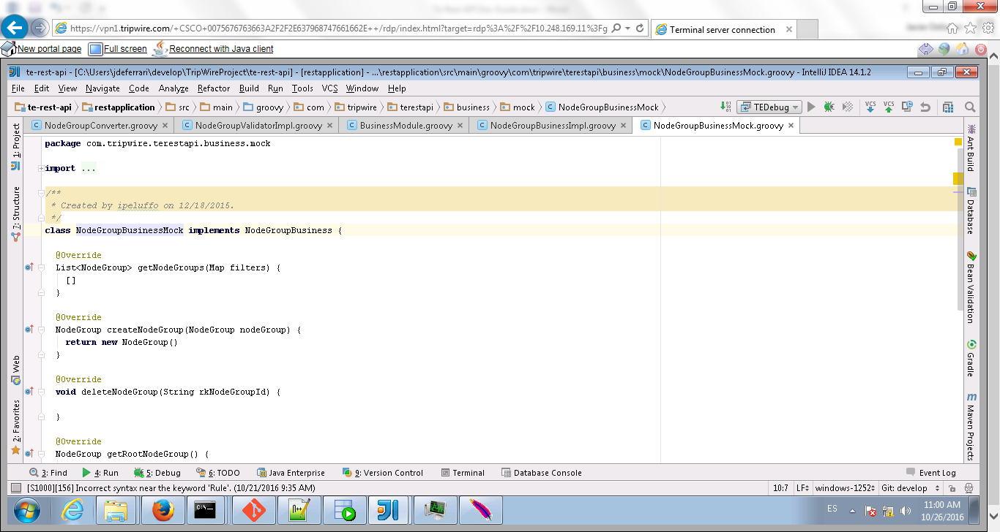 https://vpn1.tripwire.com/+CSCO+0075676763663A2F2F2E637968747661662E++/rdp/index.html?target=rdp%3A%2F%2F10.248.169.11%3Fg
Terminal server connection
New portal page
Full screen
Reconnect with Java client
te-rest-api - [C:\Users\jdeferrari\develop\TripWireProject\te-rest-api] - [restapplication] - ...\restapplication\src\main\groovy\com\tripwire\terestapi\business\mock\NodeGroupBusinessMock.groovy - IntelliJ IDEA 14.1.2
File Edit View Navigate Code Analyze Refactor Build Run Tools VCS Window Help
te-rest-api restapplication src main groovy com tripwire terestapi business mock NodeGroupBusinessMock
TEDebug
VCS VCS
NodeGroupConverter.groovy NodeGroupValidatorImpl.groovy BusinessModule.groovy NodeGroupBusinessImpl.groovy NodeGroupBusinessMock.groovy
1: Project
7: Structure
Web
2: Favorites
package com.tripwire.terestapi.business.mock
import ...
/**
* Created by ipeluffo on 12/18/2015.
*/
class NodeGroupBusinessMock implements NodeGroupBusiness {
@Override
List<NodeGroup> getNodeGroups(Map filters) {
[]
}
@Override
NodeGroup createNodeGroup(NodeGroup nodeGroup) {
return new NodeGroup()
}
@Override
void deleteNodeGroup(String rkNodeGroupId) {
}
@Override
NodeGroup getRootNodeGroup() {
Ant Build
Database
Bean Validation
Gradle
Maven Projects
3: Find 4: Run 5: Debug 6: TODO Java Enterprise 9: Version Control Terminal Database Console Event Log
[S1000][156] Incorrect syntax near the keyword 'Rule'. (10/21/2016 9:35 AM)
10:7 LF windows-1252 Git: develop
ES
11:00 AM
10/26/2016